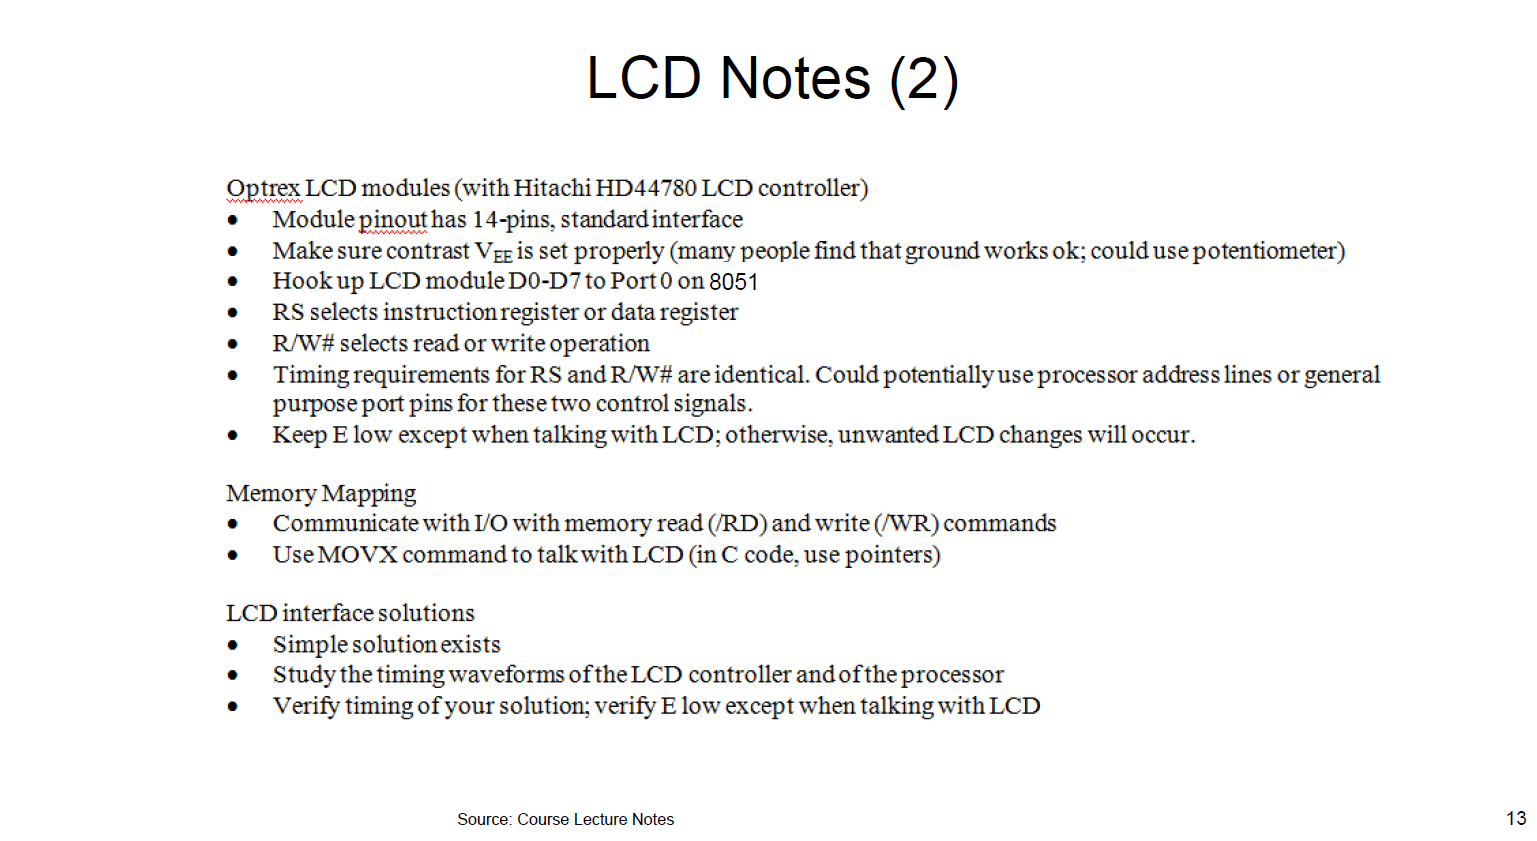 LCD Notes (2)
Optrex LCD modules (with Hitachi HD44780 LCD controller)
• Module pinout has 14-pins, standard interface
• Make sure contrast VEE is set properly (many people find that ground works ok; could use potentiometer)
• Hook up LCD module D0-D7 to Port 0 on 8051
• RS selects instruction register or data register
• R/W# selects read or write operation
• Timing requirements for RS and R/W# are identical. Could potentially use processor address lines or general
purpose port pins for these two control signals.
• Keep E low except when talking with LCD; otherwise, unwanted LCD changes will occur.
Memory Mapping
• Communicate with I/O with memory read (/RD) and write (/WR) commands
• Use MOVX command to talk with LCD (in C code, use pointers)
LCD interface solutions
• Simple solution exists
• Study the timing waveforms of the LCD controller and of the processor
• Verify timing of your solution; verify E low except when talking with LCD
Source: Course Lecture Notes
13